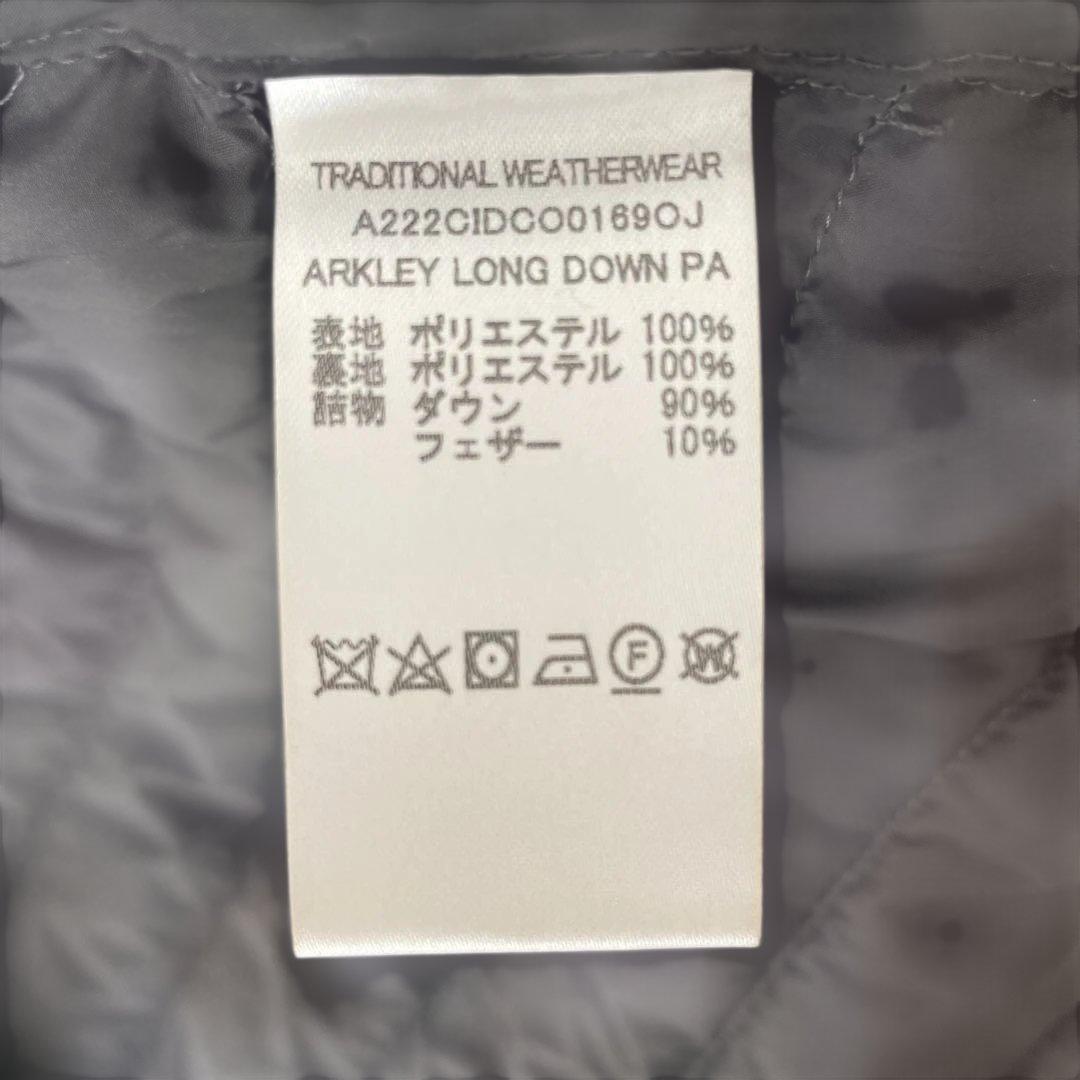 TRADITIONAL WEATHERWEAR
A222CIDCO0169OJ
ARKLEY LONG DOWN PA
表地 ポリエステル 100%
裏地 ポリエステル 100%
詰物 ダウン 90%
フェザー 10%
F W